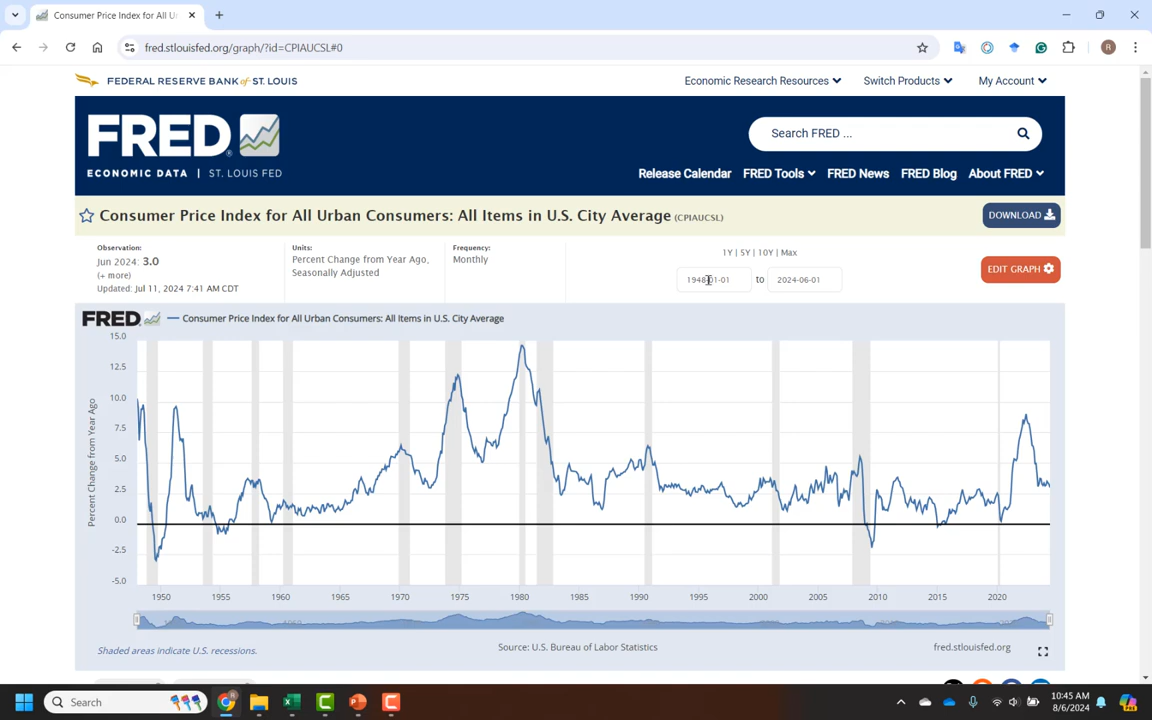 Consumer Price Index for All U
fred.stlouisfed.org/graph/?id=CPIAUCSL#0
R
FEDERAL RESERVE BANK of ST. LOUIS
Economic Research Resources
Switch Products
My Account
FRED
ECONOMIC DATA | ST. LOUIS FED
Search FRED ...
Release Calendar
FRED Tools
FRED News
FRED Blog
About FRED
Consumer Price Index for All Urban Consumers: All Items in U.S. City Average (CPIAUCSL)
DOWNLOAD
Observation:
Jun 2024: 3.0
(+ more)
Updated: Jul 11, 2024 7:41 AM CDT
Units:
Percent Change from Year Ago,
Seasonally Adjusted
Frequency:
Monthly
1Y | 5Y | 10Y | Max
1948-01-01 to 2024-06-01
EDIT GRAPH
FRED
Consumer Price Index for All Urban Consumers: All Items in U.S. City Average
Percent Change from Year Ago
15.0
12.5
10.0
7.5
5.0
2.5
0.0
-2.5
-5.0
1950 1955 1960 1965 1970 1975 1980 1985 1990 1995 2000 2005 2010 2015 2020
Shaded areas indicate U.S. recessions.
Source: U.S. Bureau of Labor Statistics
fred.stlouisfed.org
Search
10:45 AM
8/6/2024